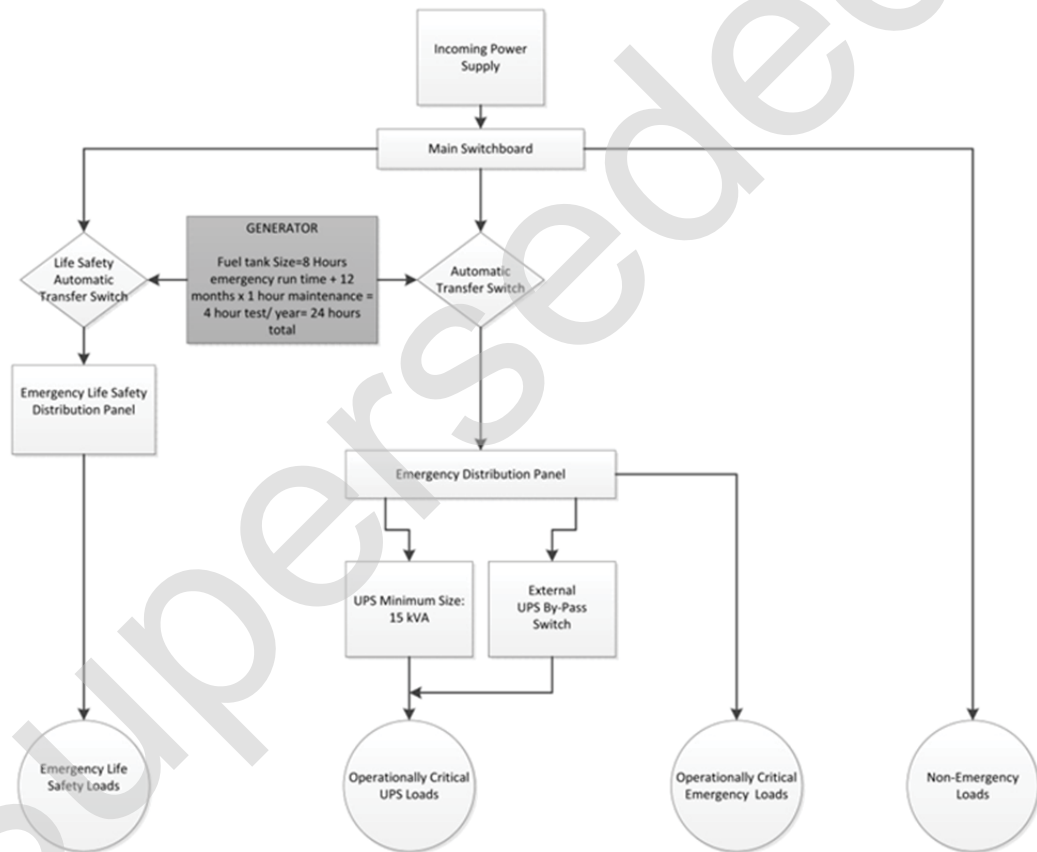 Incoming Power
Supply
Main Switchboard
GENERATOR
Fuel tank Size=8 Hours
emergency run time + 12
months x 1 hour maintenance =
4 hour test/ year= 24 hours
total
Life Safety
Automatic
Transfer Switch
Automatic
Transfer Switch
Emergency Life Safety
Distribution Panel
Emergency Distribution Panel
UPS Minimum Size:
15 kVA
External
UPS By-Pass
Switch
Emergency Life
Safety Loads
Operationally Critical
UPS Loads
Operationally Critical
Emergency Loads
Non-Emergency
Loads
Superseded